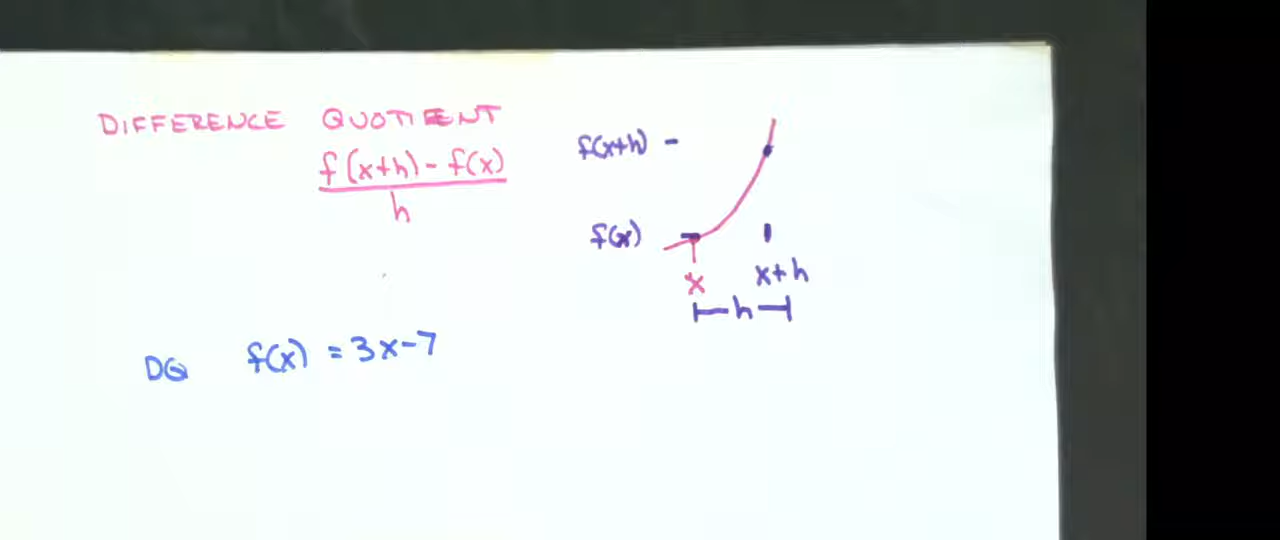 DIFFERENCE QUOTIENT
f(x+h) - f(x)
h
f(x+h) -
f(x)
x
x+h
h
DQ f(x) = 3x-7